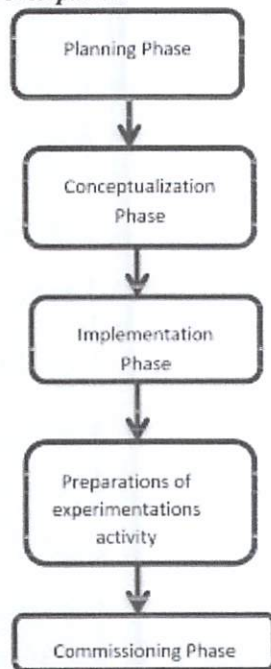 Planning Phase
Conceptualization
Phase
Implementation
Phase
Preparations of
experimentations
activity
Commissioning Phase